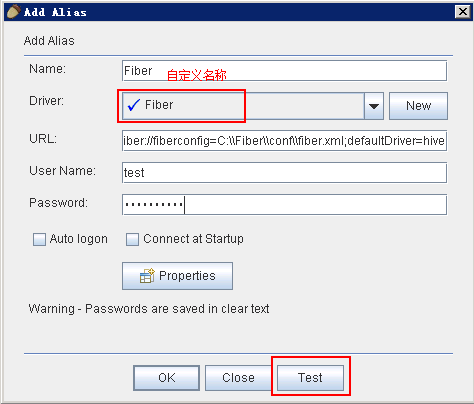 Add Alias
Add Alias
Name: Fiber 自定义名称
Driver: Fiber New
URL: iber://fiberconfig=C:\\Fiber\\conf\\fiber.xml;defaultDriver=hive
User Name: test
Password: ··········
Auto logon Connect at Startup
Properties
Warning - Passwords are saved in clear text
OK Close Test